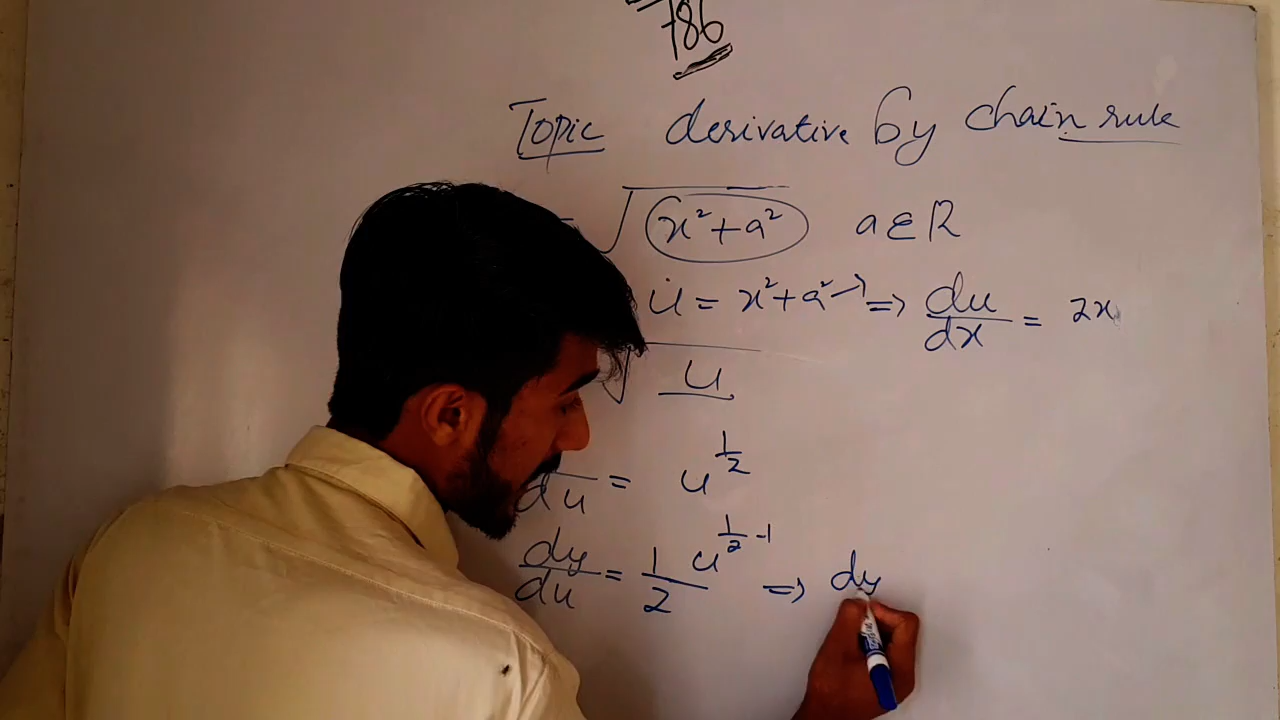 786
Topic derivative by chain rule
= √(x²+a²) a ∈ R
u = x²+a² → ⇒ du/dx = 2x
√u
du = u^(1/2)
dy/du = 1/2 u^(1/2 -1) ⇒ dy